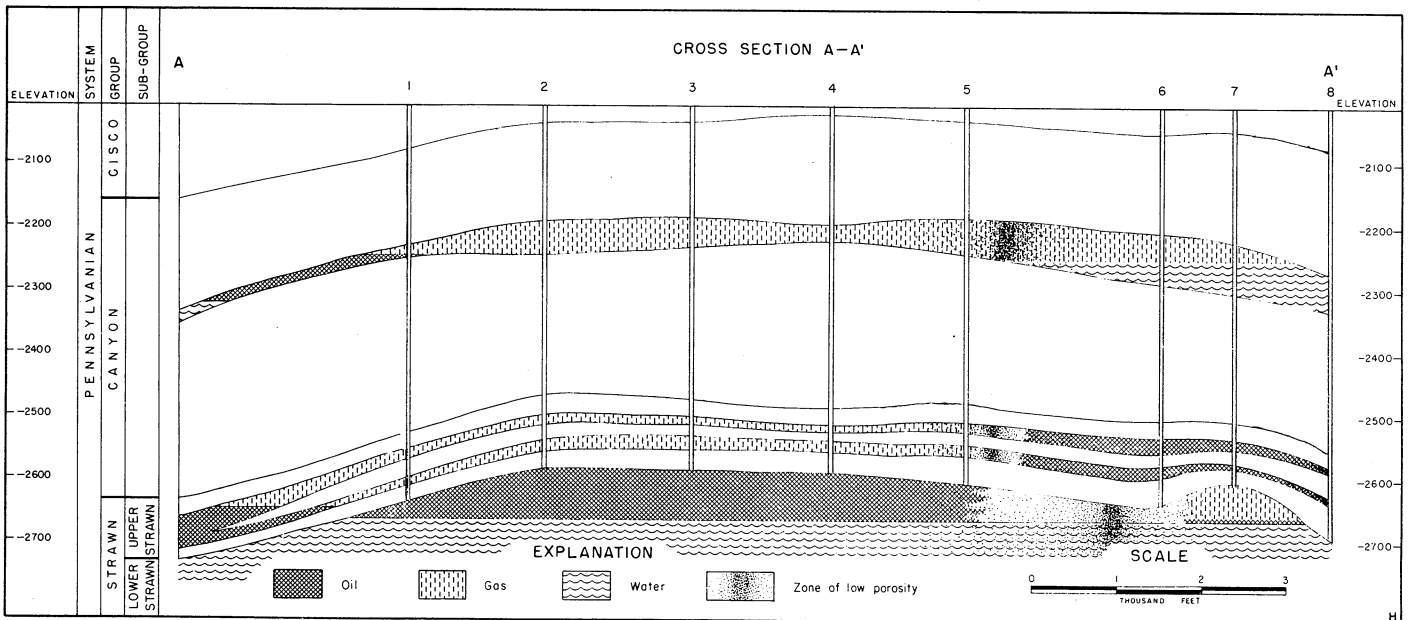 CROSS SECTION A-A'
A
A'
ELEVATION
SYSTEM
GROUP
SUB-GROUP
1
2
3
4
5
6
7
8
ELEVATION
-2100
-2200
-2300
-2400
-2500
-2600
-2700
PENNSYLVANIAN
CISCO
CANYON
STRAWN
UPPER STRAWN
LOWER STRAWN
-2100
-2200
-2300
-2400
-2500
-2600
-2700
EXPLANATION
Oil
Gas
Water
Zone of low porosity
SCALE
0
1
2
3
THOUSAND FEET
H